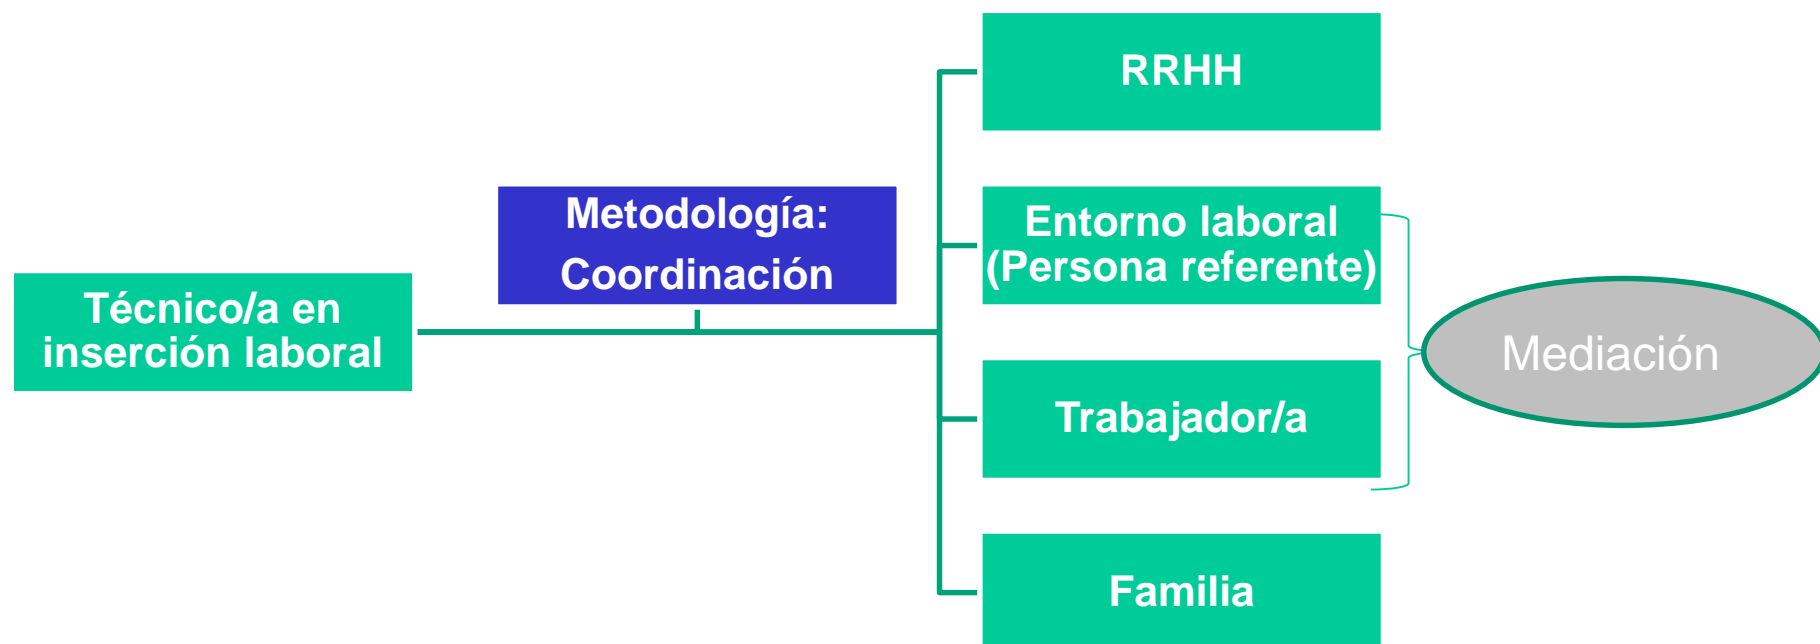 Técnico/a en
inserción laboral
Metodología:
Coordinación
RRHH
Entorno laboral
(Persona referente)
Trabajador/a
Familia
Mediación